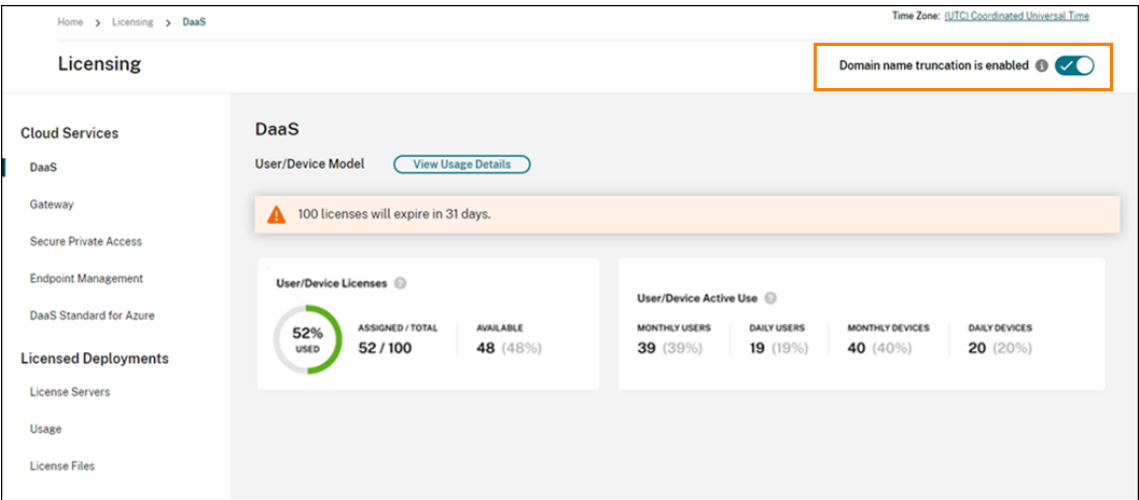 Home > Licensing > DaaS
Time Zone: (UTC) Coordinated Universal Time
Licensing
Domain name truncation is enabled
Cloud Services
DaaS
Gateway
Secure Private Access
Endpoint Management
DaaS Standard for Azure
Licensed Deployments
License Servers
Usage
License Files
DaaS
User/Device Model
View Usage Details
100 licenses will expire in 31 days.
User/Device Licenses
52%
USED
ASSIGNED / TOTAL
52 / 100
AVAILABLE
48 (48%)
User/Device Active Use
MONTHLY USERS
39 (39%)
DAILY USERS
19 (19%)
MONTHLY DEVICES
40 (40%)
DAILY DEVICES
20 (20%)